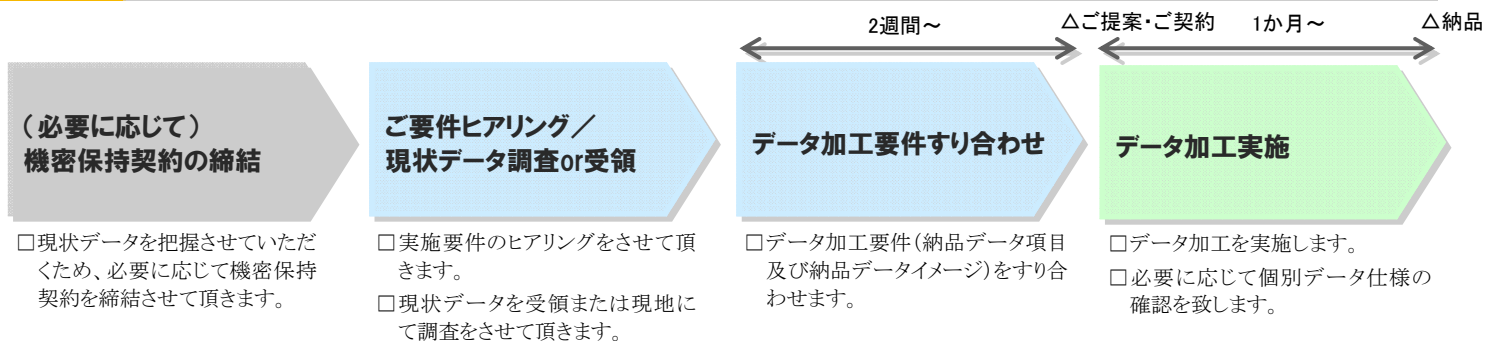 2週間～
△ご提案・ご契約
1か月～
△納品
（必要に応じて）
機密保持契約の締結
□現状データを把握させていただ
くため、必要に応じて機密保持
契約を締結させて頂きます。
ご要件ヒアリング／
現状データ調査or受領
□実施要件のヒアリングをさせて頂
きます。
□現状データを受領または現地に
て調査をさせて頂きます。
データ加工要件すり合わせ
□データ加工要件（納品データ項目
及び納品データイメージ）をすり合
わせます。
データ加工実施
□データ加工を実施します。
□必要に応じて個別データ仕様の
確認を致します。